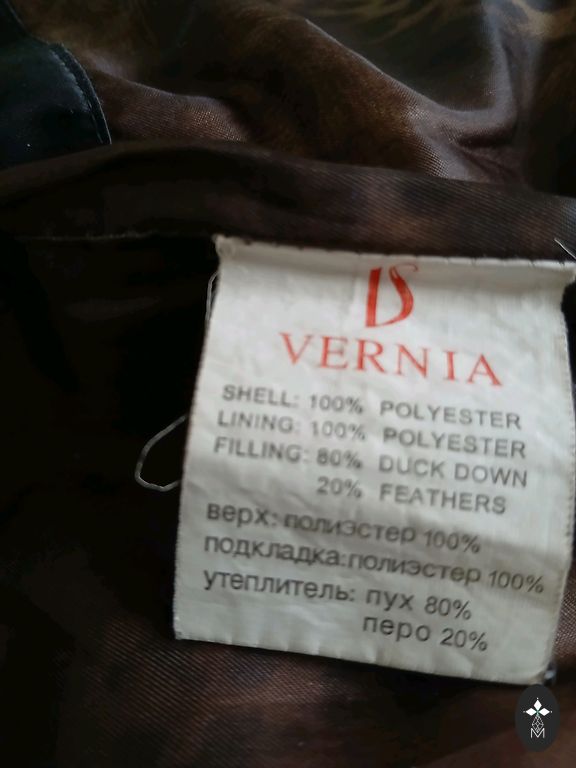 VERNIA
SHELL: 100% POLYESTER
LINING: 100% POLYESTER
FILLING: 80% DUCK DOWN
20% FEATHERS
верх: полиэстер 100%
подкладка:полиэстер 100%
утеплитель: пух 80%
перо 20%